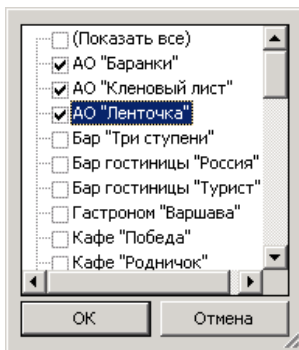 (Показать все)
АО "Баранки"
АО "Кленовый лист"
АО "Ленточка"
Бар "Три ступени"
Бар гостиницы "Россия"
Бар гостиницы "Турист"
Гастроном "Варшава"
Кафе "Победа"
Кафе "Родничок"
ОК
Отмена